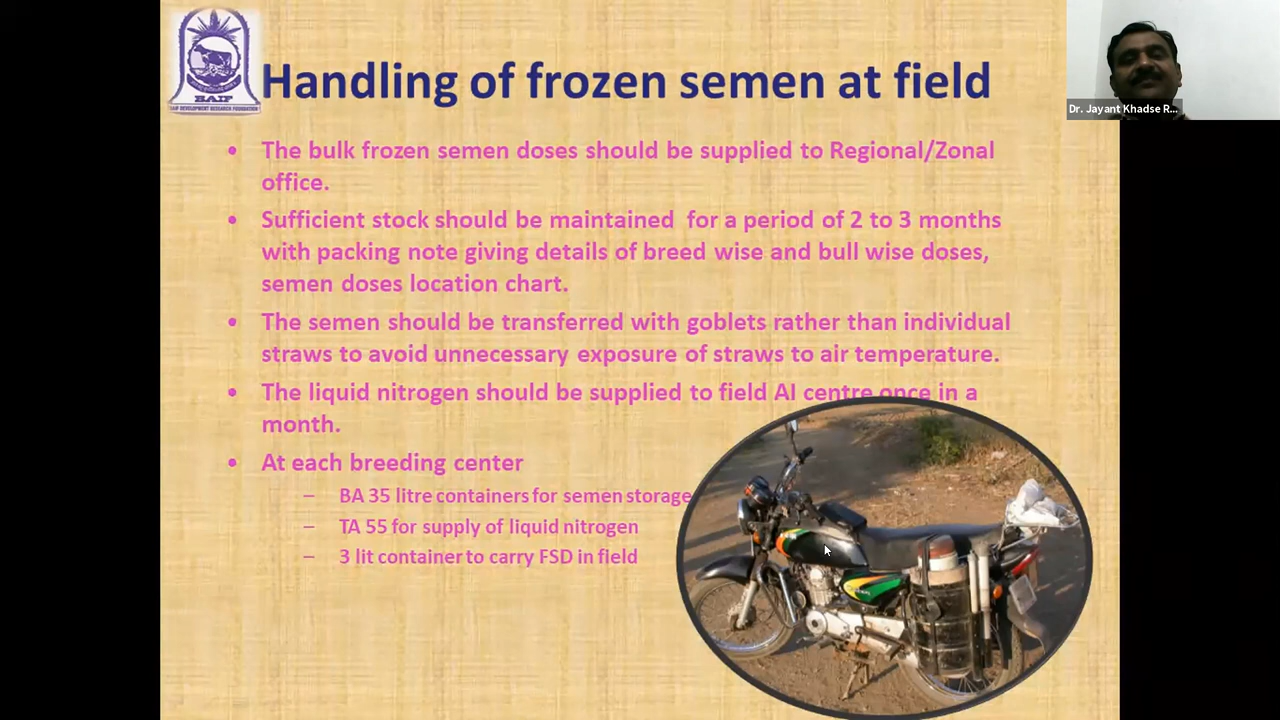 BAIF
BAIF DEVELOPMENT RESEARCH FOUNDATION
Handling of frozen semen at field
Dr. Jayant Khadse R...
• The bulk frozen semen doses should be supplied to Regional/Zonal
office.
• Sufficient stock should be maintained for a period of 2 to 3 months
with packing note giving details of breed wise and bull wise doses,
semen doses location chart.
• The semen should be transferred with goblets rather than individual
straws to avoid unnecessary exposure of straws to air temperature.
• The liquid nitrogen should be supplied to field AI centre once in a
month.
• At each breeding center
– BA 35 litre containers for semen storage
– TA 55 for supply of liquid nitrogen
– 3 lit container to carry FSD in field